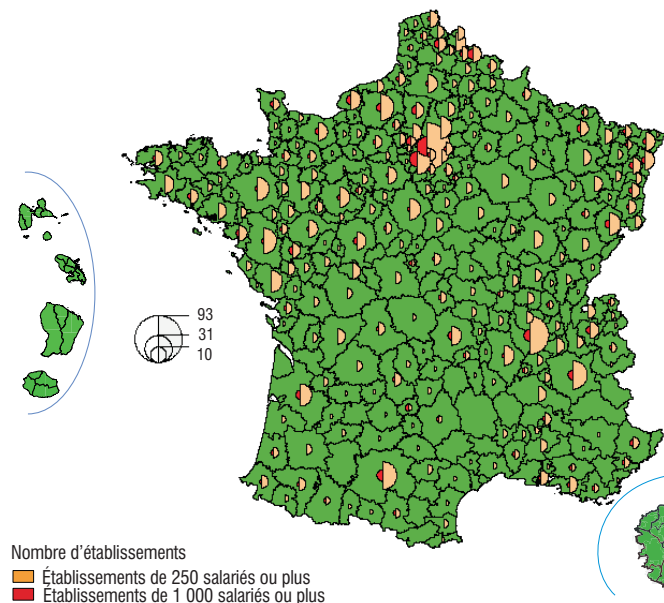 93
31
10
Nombre d'établissements
Établissements de 250 salariés ou plus
Établissements de 1 000 salariés ou plus